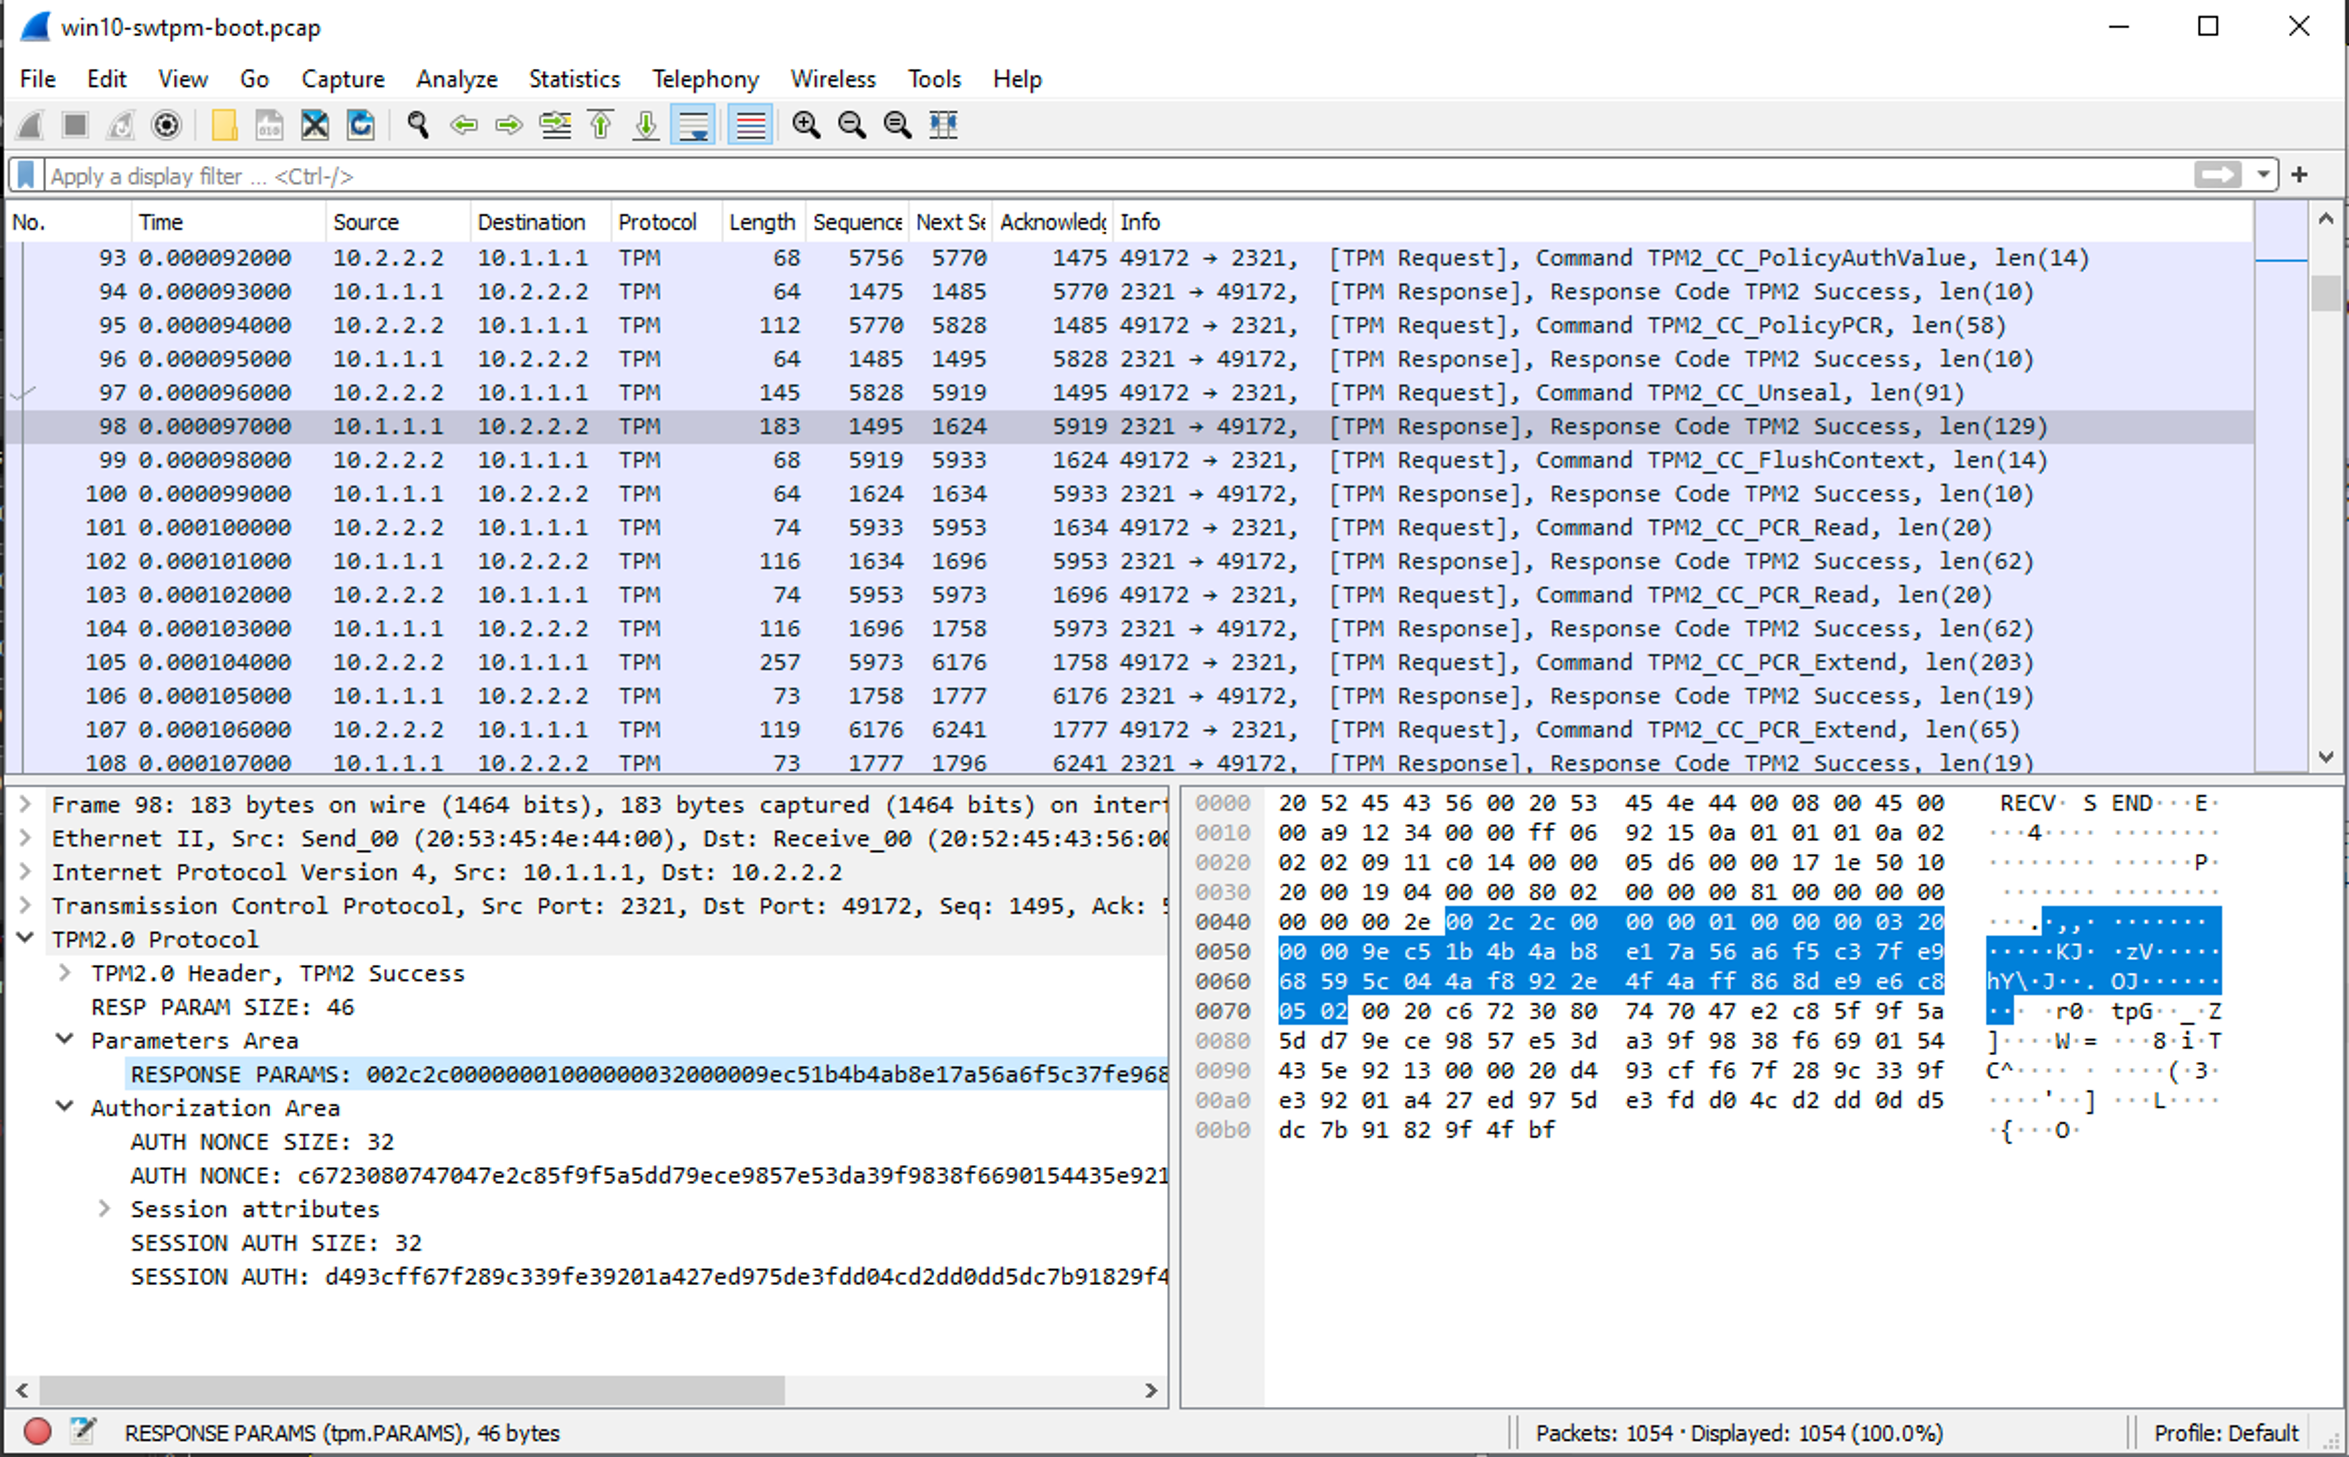 win10-swtpm-boot.pcap
File Edit View Go Capture Analyze Statistics Telephony Wireless Tools Help
Apply a display filter ... <Ctrl-/>
No. Time Source Destination Protocol Length Sequence Next Se Acknowledg Info
93 0.000092000 10.2.2.2 10.1.1.1 TPM 68 5756 5770 1475 49172 → 2321, [TPM Request], Command TPM2_CC_PolicyAuthValue, len(14)
94 0.000093000 10.1.1.1 10.2.2.2 TPM 64 1475 1485 5770 2321 → 49172, [TPM Response], Response Code TPM2 Success, len(10)
95 0.000094000 10.2.2.2 10.1.1.1 TPM 112 5770 5828 1485 49172 → 2321, [TPM Request], Command TPM2_CC_PolicyPCR, len(58)
96 0.000095000 10.1.1.1 10.2.2.2 TPM 64 1485 1495 5828 2321 → 49172, [TPM Response], Response Code TPM2 Success, len(10)
97 0.000096000 10.2.2.2 10.1.1.1 TPM 145 5828 5919 1495 49172 → 2321, [TPM Request], Command TPM2_CC_Unseal, len(91)
98 0.000097000 10.1.1.1 10.2.2.2 TPM 183 1495 1624 5919 2321 → 49172, [TPM Response], Response Code TPM2 Success, len(129)
99 0.000098000 10.2.2.2 10.1.1.1 TPM 68 5919 5933 1624 49172 → 2321, [TPM Request], Command TPM2_CC_FlushContext, len(14)
100 0.000099000 10.1.1.1 10.2.2.2 TPM 64 1624 1634 5933 2321 → 49172, [TPM Response], Response Code TPM2 Success, len(10)
101 0.000100000 10.2.2.2 10.1.1.1 TPM 74 5933 5953 1634 49172 → 2321, [TPM Request], Command TPM2_CC_PCR_Read, len(20)
102 0.000101000 10.1.1.1 10.2.2.2 TPM 116 1634 1696 5953 2321 → 49172, [TPM Response], Response Code TPM2 Success, len(62)
103 0.000102000 10.2.2.2 10.1.1.1 TPM 74 5953 5973 1696 49172 → 2321, [TPM Request], Command TPM2_CC_PCR_Read, len(20)
104 0.000103000 10.1.1.1 10.2.2.2 TPM 116 1696 1758 5973 2321 → 49172, [TPM Response], Response Code TPM2 Success, len(62)
105 0.000104000 10.2.2.2 10.1.1.1 TPM 257 5973 6176 1758 49172 → 2321, [TPM Request], Command TPM2_CC_PCR_Extend, len(203)
106 0.000105000 10.1.1.1 10.2.2.2 TPM 73 1758 1777 6176 2321 → 49172, [TPM Response], Response Code TPM2 Success, len(19)
107 0.000106000 10.2.2.2 10.1.1.1 TPM 119 6176 6241 1777 49172 → 2321, [TPM Request], Command TPM2_CC_PCR_Extend, len(65)
108 0.000107000 10.1.1.1 10.2.2.2 TPM 73 1777 1796 6241 2321 → 49172, [TPM Response], Response Code TPM2 Success, len(19)
Frame 98: 183 bytes on wire (1464 bits), 183 bytes captured (1464 bits) on interf
Ethernet II, Src: Send_00 (20:53:45:4e:44:00), Dst: Receive_00 (20:52:45:43:56:00
Internet Protocol Version 4, Src: 10.1.1.1, Dst: 10.2.2.2
Transmission Control Protocol, Src Port: 2321, Dst Port: 49172, Seq: 1495, Ack: 5
TPM2.0 Protocol
TPM2.0 Header, TPM2 Success
RESP PARAM SIZE: 46
Parameters Area
RESPONSE PARAMS: 002c2c0000000100000000032000009ec51b4b4ab8e17a56a6f5c37fe968
Authorization Area
AUTH NONCE SIZE: 32
AUTH NONCE: c6723080747047e2c85f9f5a5dd79ece9857e53da39f9838f6690154435e921
Session attributes
SESSION AUTH SIZE: 32
SESSION AUTH: d493cff67f289c339fe39201a427ed975de3fdd04cd2dd0dd5dc7b91829f4
0000 20 52 45 43 56 00 20 53 45 4e 44 00 08 00 45 00 RECV· S END···E·
0010 00 a9 12 34 00 00 ff 06 92 15 0a 01 01 01 0a 02 ···4···· ········
0020 02 02 09 11 c0 14 00 00 05 d6 00 00 17 1e 50 10 ········ ······P·
0030 20 00 19 04 00 00 80 02 00 00 00 81 00 00 00 00 ······· ········
0040 00 00 00 2e 00 2c 2c 00 00 00 01 00 00 00 03 20 ···.·,,· ·······
0050 00 00 9e c5 1b 4b 4a b8 e1 7a 56 a6 f5 c3 7f e9 ·····KJ· ·zV·····
0060 68 59 5c 04 4a f8 92 2e 4f 4a ff 86 8d e9 e6 c8 hY\·J··. OJ······
0070 05 02 00 20 c6 72 30 80 74 70 47 e2 c8 5f 9f 5a ·· ·r0· tpG··_·Z
0080 5d d7 9e ce 98 57 e5 3d a3 9f 98 38 f6 69 01 54 ]····W·= ···8·i·T
0090 43 5e 92 13 00 00 20 d4 93 cf f6 7f 28 9c 33 9f C^···· · ····(·3·
00a0 e3 92 01 a4 27 ed 97 5d e3 fd d0 4c d2 dd 0d d5 ····'··] ···L····
00b0 dc 7b 91 82 9f 4f bf ·{···O·
RESPONSE PARAMS (tpm.PARAMS), 46 bytes
Packets: 1054 · Displayed: 1054 (100.0%)
Profile: Default